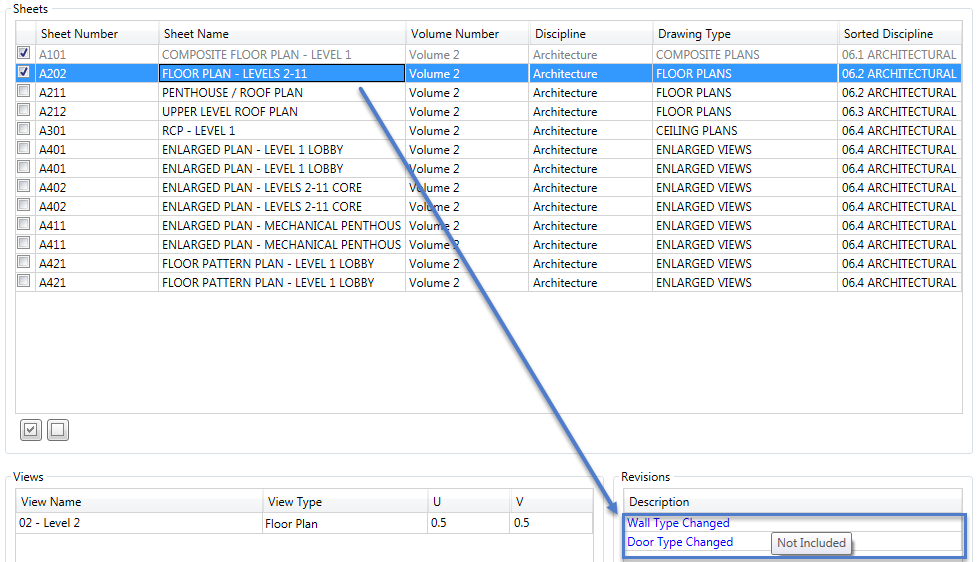 Sheets
Sheet Number Sheet Name Volume Number Discipline Drawing Type Sorted Discipline
A101 COMPOSITE FLOOR PLAN - LEVEL 1 Volume 2 Architecture COMPOSITE PLANS 06.1 ARCHITECTURAL
A202 FLOOR PLAN - LEVELS 2-11 Volume 2 Architecture FLOOR PLANS 06.2 ARCHITECTURAL
A211 PENTHOUSE / ROOF PLAN Volume 2 Architecture FLOOR PLANS 06.2 ARCHITECTURAL
A212 UPPER LEVEL ROOF PLAN Volume 2 Architecture FLOOR PLANS 06.3 ARCHITECTURAL
A301 RCP - LEVEL 1 Volume 2 Architecture CEILING PLANS 06.4 ARCHITECTURAL
A401 ENLARGED PLAN - LEVEL 1 LOBBY Volume 2 Architecture ENLARGED VIEWS 06.4 ARCHITECTURAL
A401 ENLARGED PLAN - LEVEL 1 LOBBY Volume 2 Architecture ENLARGED VIEWS 06.4 ARCHITECTURAL
A402 ENLARGED PLAN - LEVELS 2-11 CORE Volume 2 Architecture ENLARGED VIEWS 06.4 ARCHITECTURAL
A402 ENLARGED PLAN - LEVELS 2-11 CORE Volume 2 Architecture ENLARGED VIEWS 06.4 ARCHITECTURAL
A411 ENLARGED PLAN - MECHANICAL PENTHOUS Volume 2 Architecture ENLARGED VIEWS 06.4 ARCHITECTURAL
A411 ENLARGED PLAN - MECHANICAL PENTHOUS Volume 2 Architecture ENLARGED VIEWS 06.4 ARCHITECTURAL
A421 FLOOR PATTERN PLAN - LEVEL 1 LOBBY Volume 2 Architecture ENLARGED VIEWS 06.4 ARCHITECTURAL
A421 FLOOR PATTERN PLAN - LEVEL 1 LOBBY Volume 2 Architecture ENLARGED VIEWS 06.4 ARCHITECTURAL
Views
View Name View Type U V
02 - Level 2 Floor Plan 0.5 0.5
Revisions
Description
Wall Type Changed
Door Type Changed
Not Included